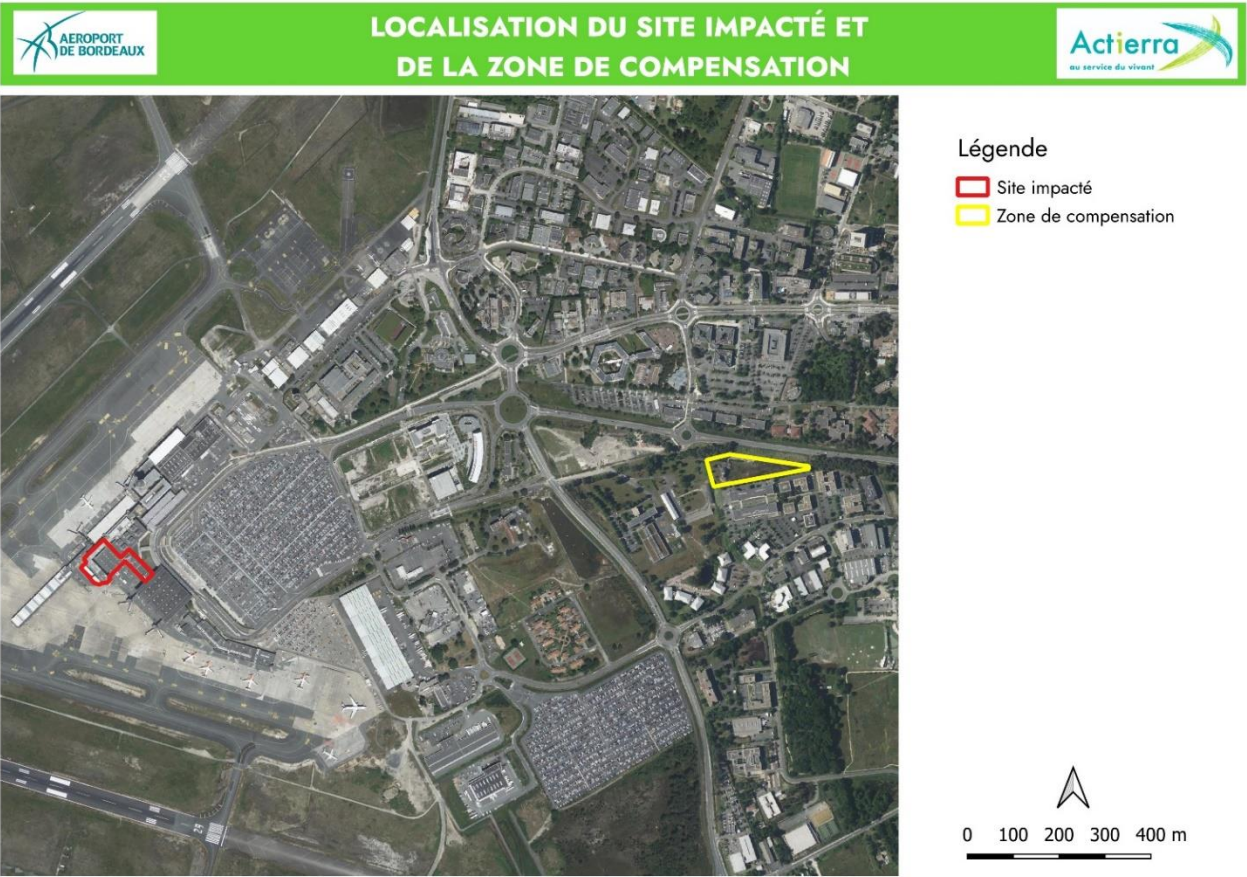 AEROPORT
DE BORDEAUX
LOCALISATION DU SITE IMPACTÉ ET
DE LA ZONE DE COMPENSATION
Actierra
au service du vivant
Légende
Site impacté
Zone de compensation
0 100 200 300 400 m
23